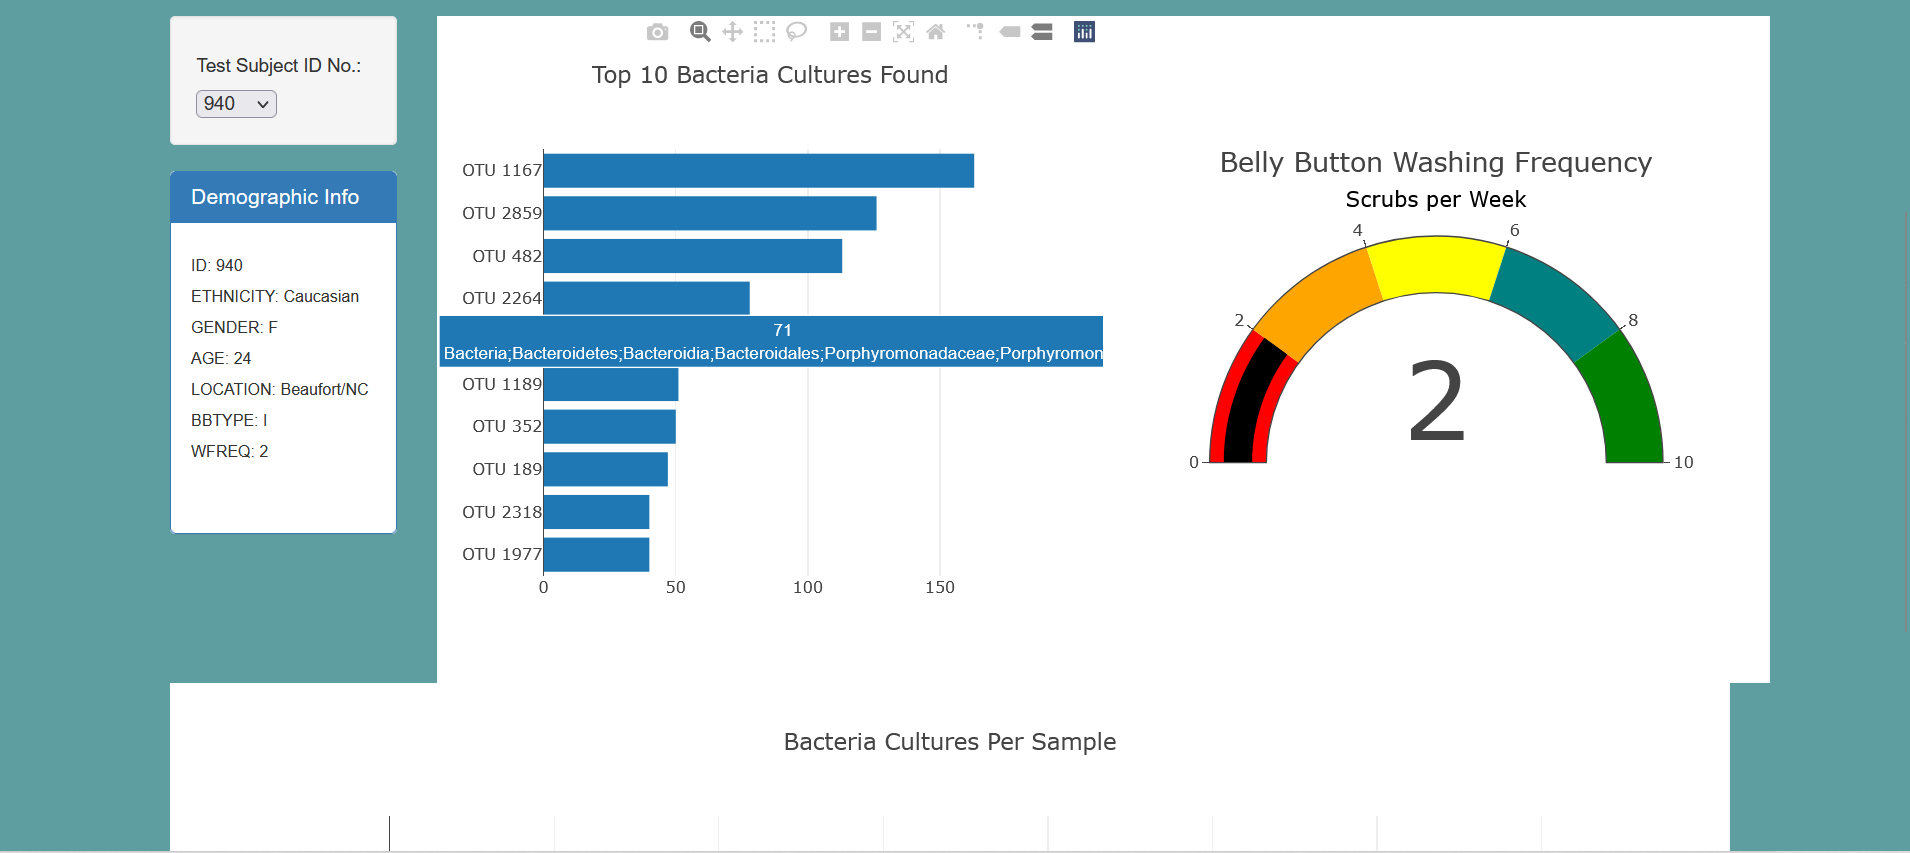 Test Subject ID No.:
940
Demographic Info
ID: 940
ETHNICITY: Caucasian
GENDER: F
AGE: 24
LOCATION: Beaufort/NC
BBTYPE: I
WFREQ: 2
Top 10 Bacteria Cultures Found
OTU 1167
OTU 2859
OTU 482
OTU 2264
71
Bacteria;Bacteroidetes;Bacteroidia;Bacteroidales;Porphyromonadaceae;Porphyromon
OTU 1189
OTU 352
OTU 189
OTU 2318
OTU 1977
0 50 100 150
Belly Button Washing Frequency
Scrubs per Week
0 2 4 6 8 10
2
Bacteria Cultures Per Sample